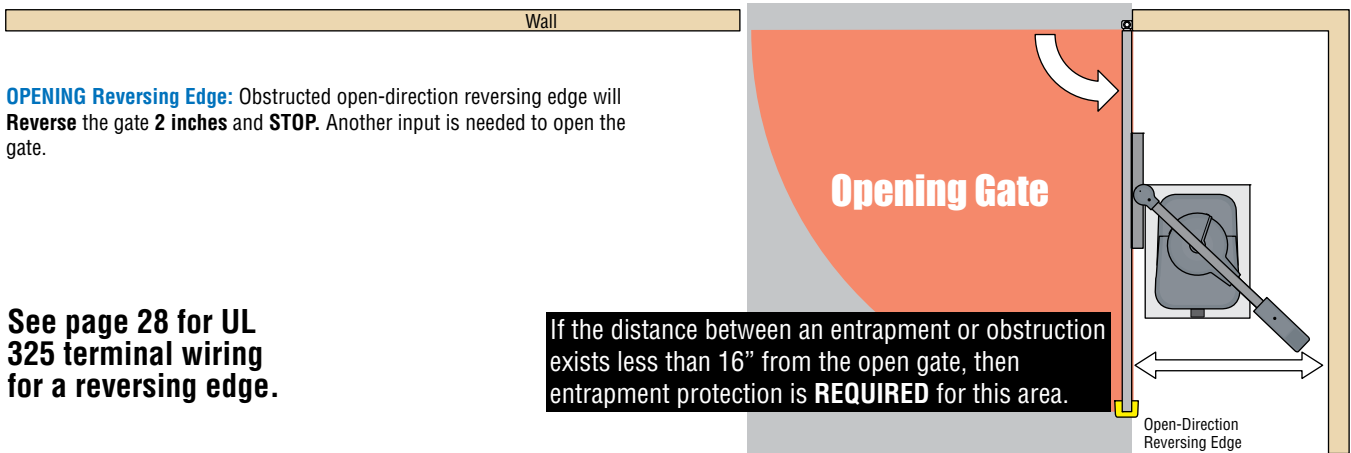 Wall
OPENING Reversing Edge: Obstructed open-direction reversing edge will
Reverse the gate 2 inches and STOP. Another input is needed to open the
gate.
Opening Gate
See page 28 for UL
325 terminal wiring
for a reversing edge.
If the distance between an entrapment or obstruction
exists less than 16” from the open gate, then
entrapment protection is REQUIRED for this area.
Open-Direction
Reversing Edge